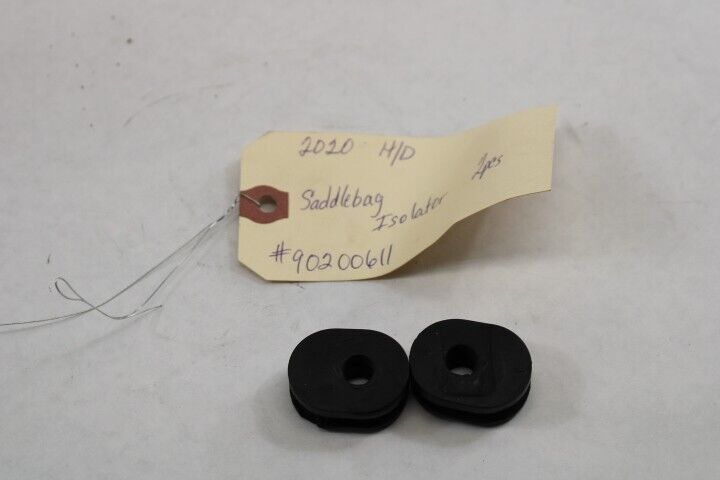 2020 H/D
Saddlebag
Isolator 2pcs
#90200611